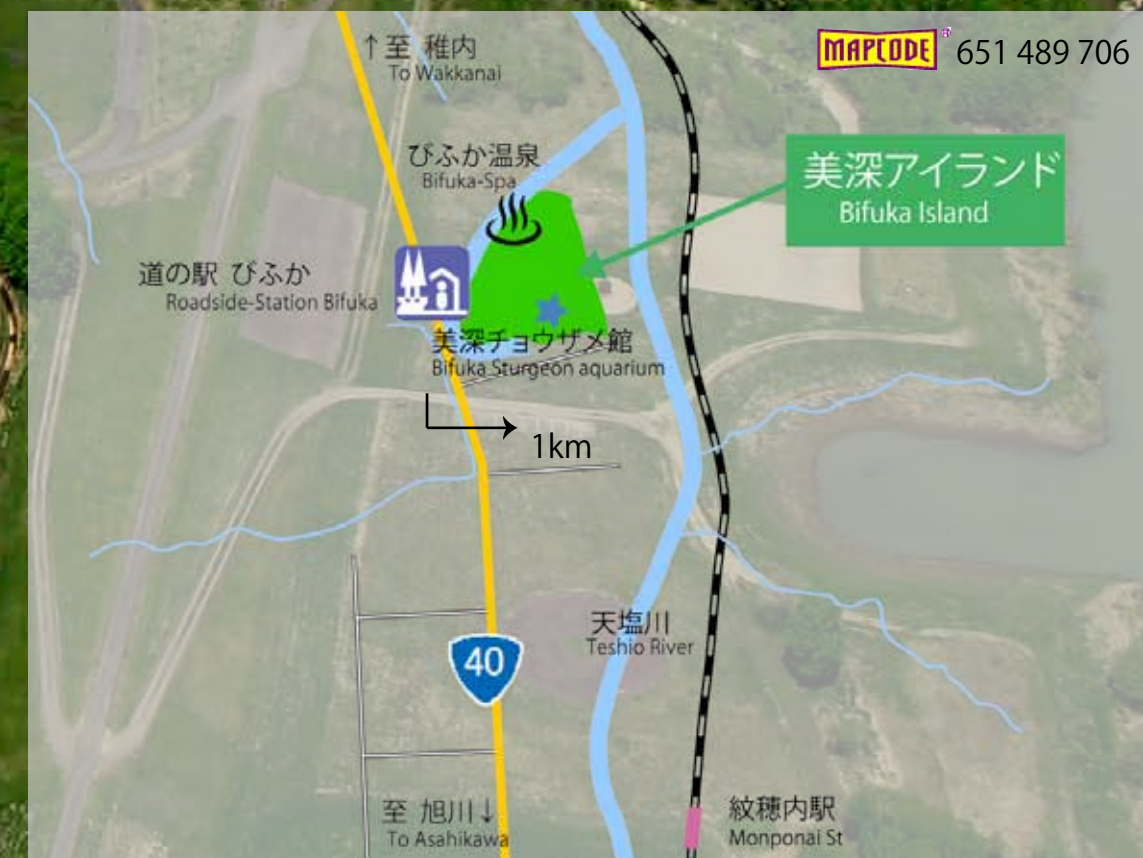 ↑至 稚内
To Wakkanai
MAPCODE® 651 489 706
びふか温泉
Bifuka-Spa
美深アイランド
Bifuka Island
道の駅 びふか
Roadside-Station Bifuka
美深チョウザメ館
Bifuka Sturgeon aquarium
1km
天塩川
Teshio River
40
至 旭川↓
To Asahikawa
紋穂内駅
Monponai St